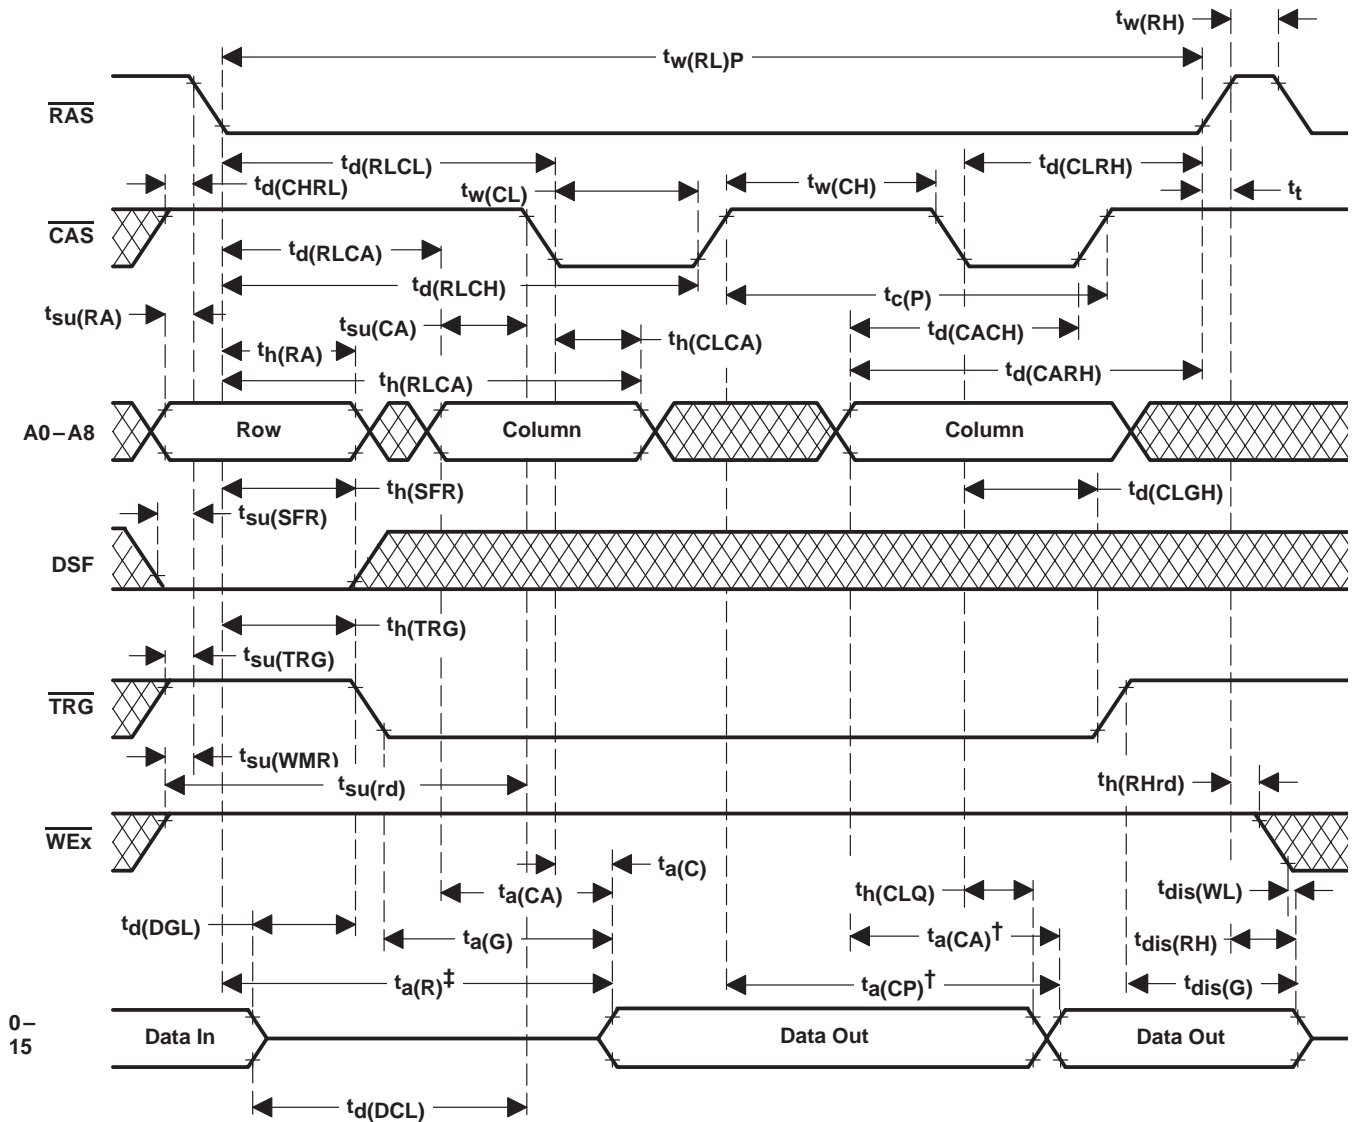 tw(RH)
tw(RL)P
RAS
td(RLCL)
td(CLRH)
td(CHRL)
tw(CL)
tw(CH)
tt
CAS
td(RLCA)
td(RLCH)
tc(P)
tsu(RA)
tsu(CA)
td(CACH)
th(RA)
th(CLCA)
th(RLCA)
td(CARH)
A0–A8
Row
Column
Column
th(SFR)
td(CLGH)
tsu(SFR)
DSF
th(TRG)
tsu(TRG)
TRG
tsu(WMR)
tsu(rd)
th(RHrd)
WEx
ta(C)
ta(CA)
th(CLQ)
tdis(WL)
td(DGL)
ta(G)
ta(CA)†
tdis(RH)
ta(R)‡
ta(CP)†
tdis(G)
0–
15
Data In
Data Out
Data Out
td(DCL)